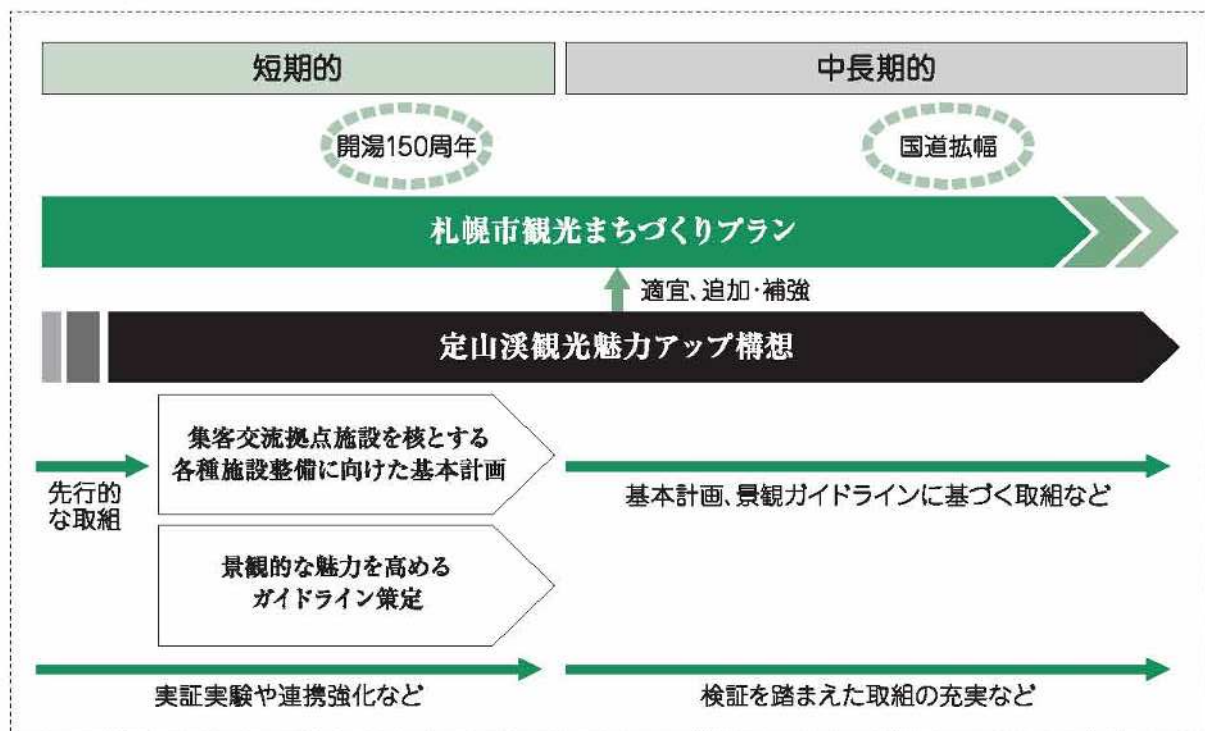 短期的
中長期的
開湯150周年
国道拡幅
札幌市観光まちづくりプラン
適宜、追加・補強
定山渓観光魅力アップ構想
集客交流拠点施設を核とする
各種施設整備に向けた基本計画
先行的
な取組
基本計画、景観ガイドラインに基づく取組など
景観的な魅力を高める
ガイドライン策定
実証実験や連携強化など
検証を踏まえた取組の充実など